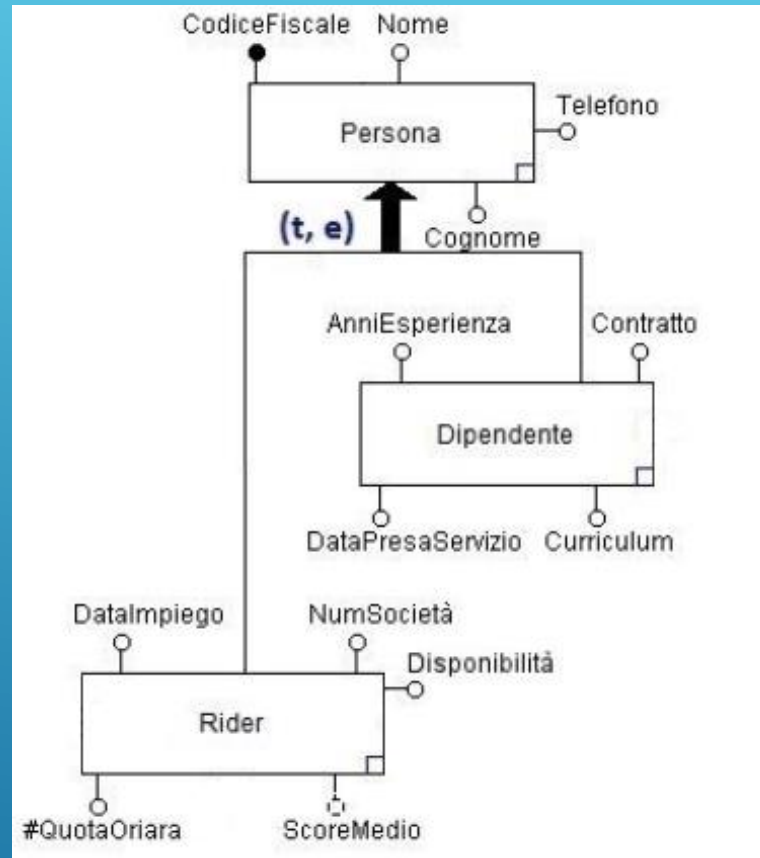 CodiceFiscale Nome
Telefono
Persona
(t, e)
Cognome
AnniEsperienza Contratto
Dipendente
DataPresaServizio Curriculum
DataImpiego NumSocietà
Disponibilità
Rider
#QuotaOriara ScoreMedio